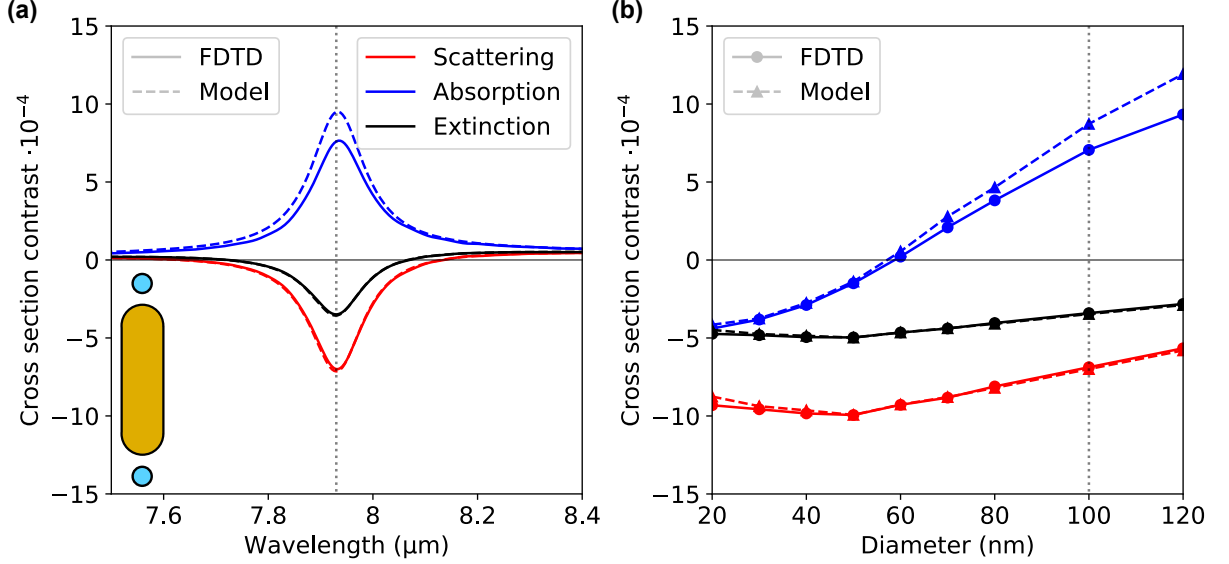 (a)
FDTD
Model
Scattering
Absorption
Extinction
Cross section contrast ·10⁻⁴
15
10
5
0
−5
−10
−15
7.6
7.8
8
8.2
8.4
Wavelength (μm)
(b)
FDTD
Model
Cross section contrast ·10⁻⁴
15
10
5
0
−5
−10
−15
20
40
60
80
100
120
Diameter (nm)